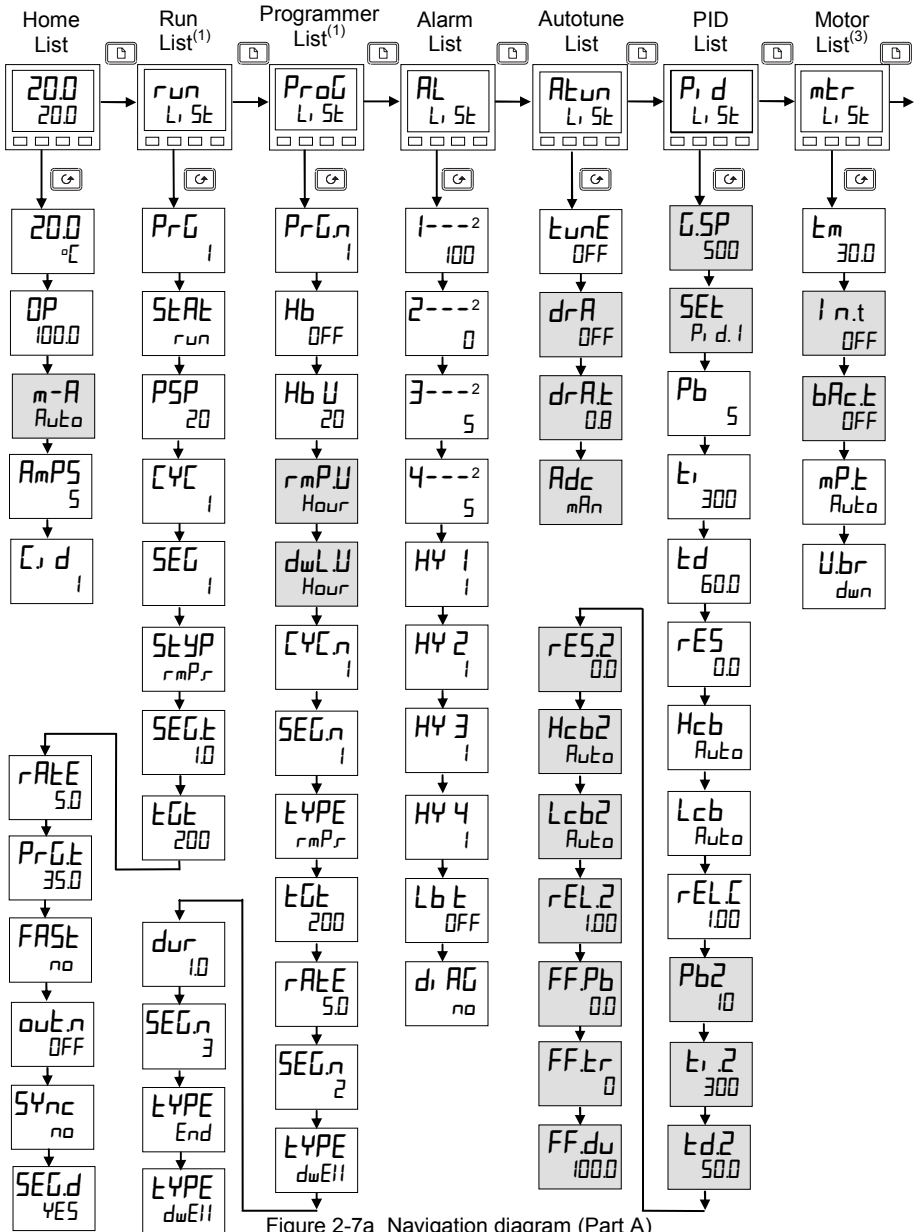 Home List
Run List(1)
Programmer List(1)
Alarm List
Autotune List
PID List
Motor List(3)
20.0
20.0
run
LiSt
ProG
LiSt
AL
LiSt
Atun
LiSt
Pid
LiSt
mtr
LiSt
20.0
°C
OP
100.0
m-A
Auto
AmPS
5
C.id
1
PrG
1
StAt
run
PSP
20
CYC
1
SEG
1
StYP
rmPr
SEG.t
1.0
tGt
200
rAtE
5.0
PrG.t
35.0
FASt
no
out.n
OFF
SYnc
no
SEG.d
YES
PrG.n
1
Hb
OFF
Hb U
20
rmP.U
Hour
dwL.U
Hour
CYC.n
1
SEG.n
1
tYPE
rmPr
tGt
200
rAtE
5.0
SEG.n
2
tYPE
dwEll
dur
1.0
SEG.n
3
tYPE
End
tYPE
dwEll
1---2
100
2---2
0
3---2
5
4---2
5
HY 1
1
HY 2
1
HY 3
1
HY 4
1
Lb t
OFF
diAG
no
tunE
OFF
drA
OFF
drA.t
0.8
Adc
mAn
G.SP
500
SEt
Pid.1
Pb
5
ti
300
td
60.0
rES
0.0
Hcb
Auto
Lcb
Auto
rEL.C
1.00
Pb2
10
ti.2
300
td.2
50.0
rES.2
0.0
Hcb2
Auto
Lcb2
Auto
rEL.2
1.00
FF.Pb
0.0
FF.tr
0
FF.du
100.0
tm
30.0
In.t
OFF
bAc.t
OFF
mP.t
Auto
U.br
dwn
Figure 2-7a Navigation diagram (Part A)